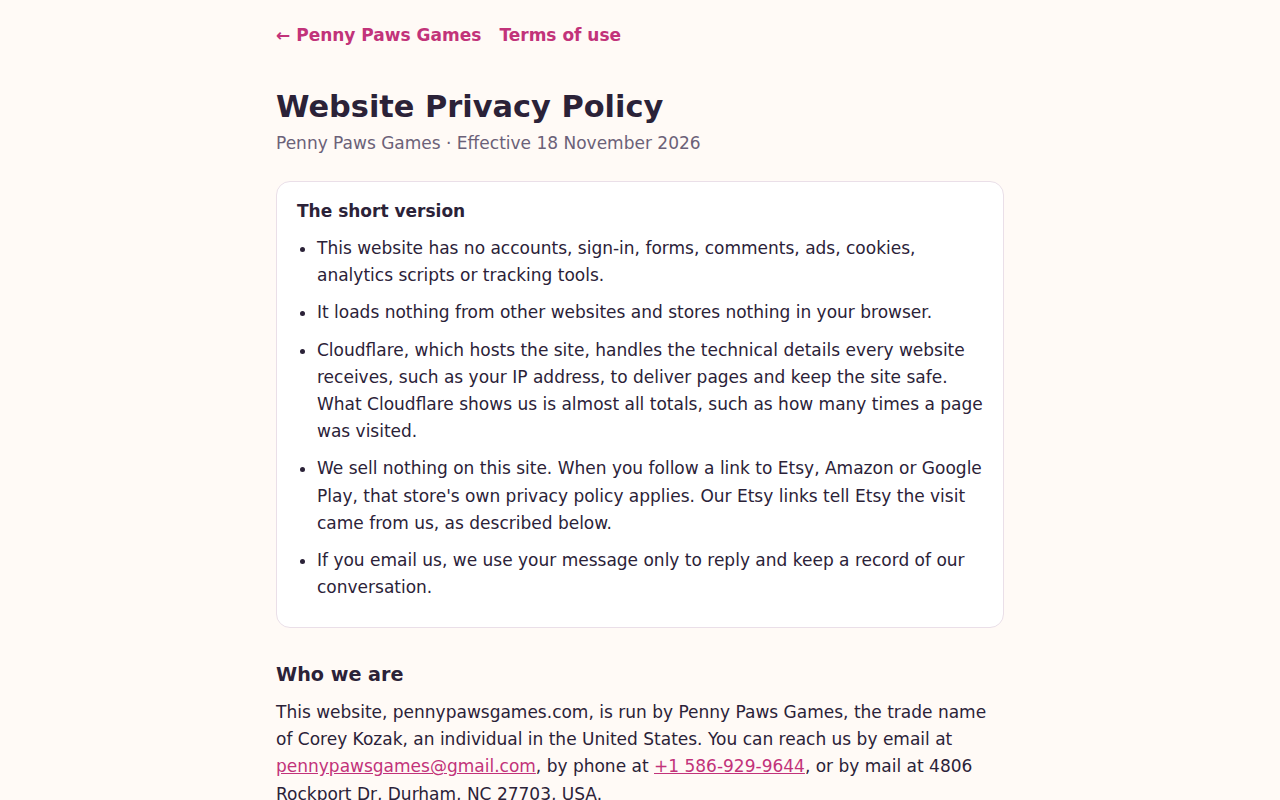 ← Penny Paws Games Terms of use
Website Privacy Policy
Penny Paws Games · Effective 18 November 2026
The short version
• This website has no accounts, sign-in, forms, comments, ads, cookies,
analytics scripts or tracking tools.
• It loads nothing from other websites and stores nothing in your browser.
• Cloudflare, which hosts the site, handles the technical details every website
receives, such as your IP address, to deliver pages and keep the site safe.
What Cloudflare shows us is almost all totals, such as how many times a page
was visited.
• We sell nothing on this site. When you follow a link to Etsy, Amazon or Google
Play, that store's own privacy policy applies. Our Etsy links tell Etsy the visit
came from us, as described below.
• If you email us, we use your message only to reply and keep a record of our
conversation.
Who we are
This website, pennypawsgames.com, is run by Penny Paws Games, the trade name
of Corey Kozak, an individual in the United States. You can reach us by email at
pennypawsgames@gmail.com, by phone at +1 586-929-9644, or by mail at 4806
Rockport Dr, Durham, NC 27703, USA.